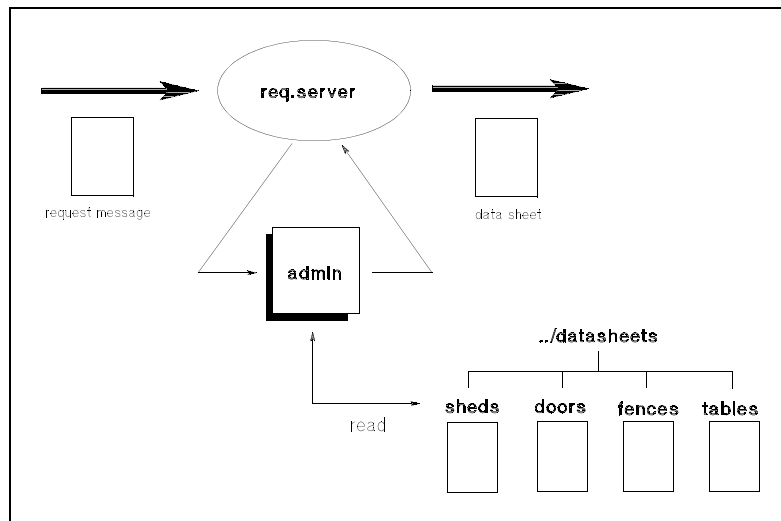 req.server
request message
data sheet
admin
../datasheets
sheds doors fences tables
read